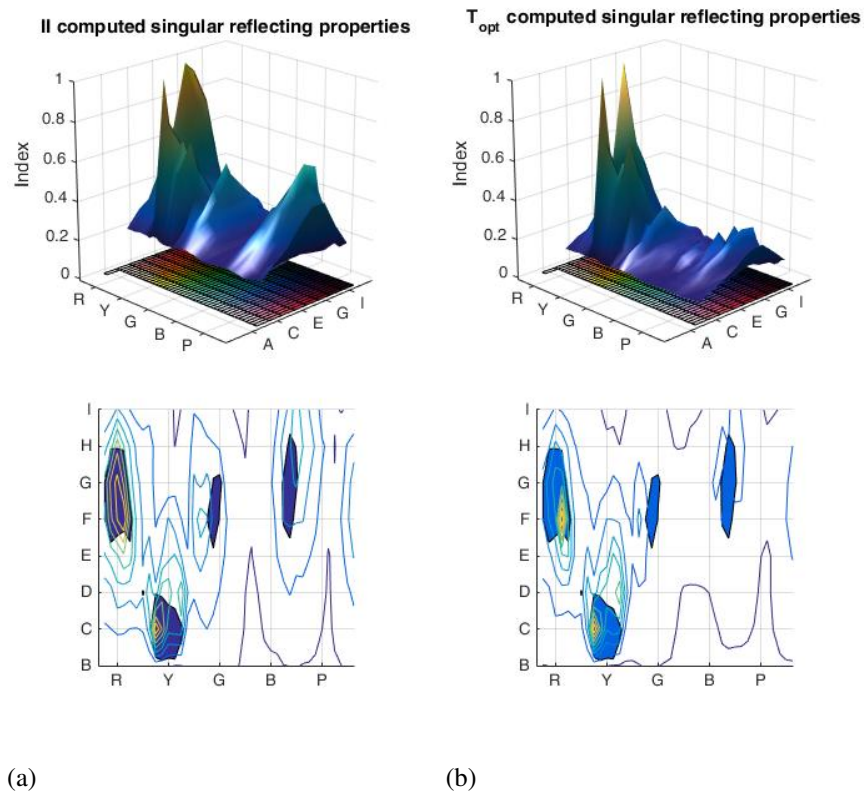 II computed singular reflecting properties
1
0.8
0.6
0.4
0.2
0
Index
R
Y
G
B
P
A
C
E
G
I
T_opt computed singular reflecting properties
1
0.8
0.6
0.4
0.2
0
Index
R
Y
G
B
P
A
C
E
G
I
I
H
G
F
E
D
C
B
R
Y
G
B
P
I
H
G
F
E
D
C
B
R
Y
G
B
P
(a)
(b)